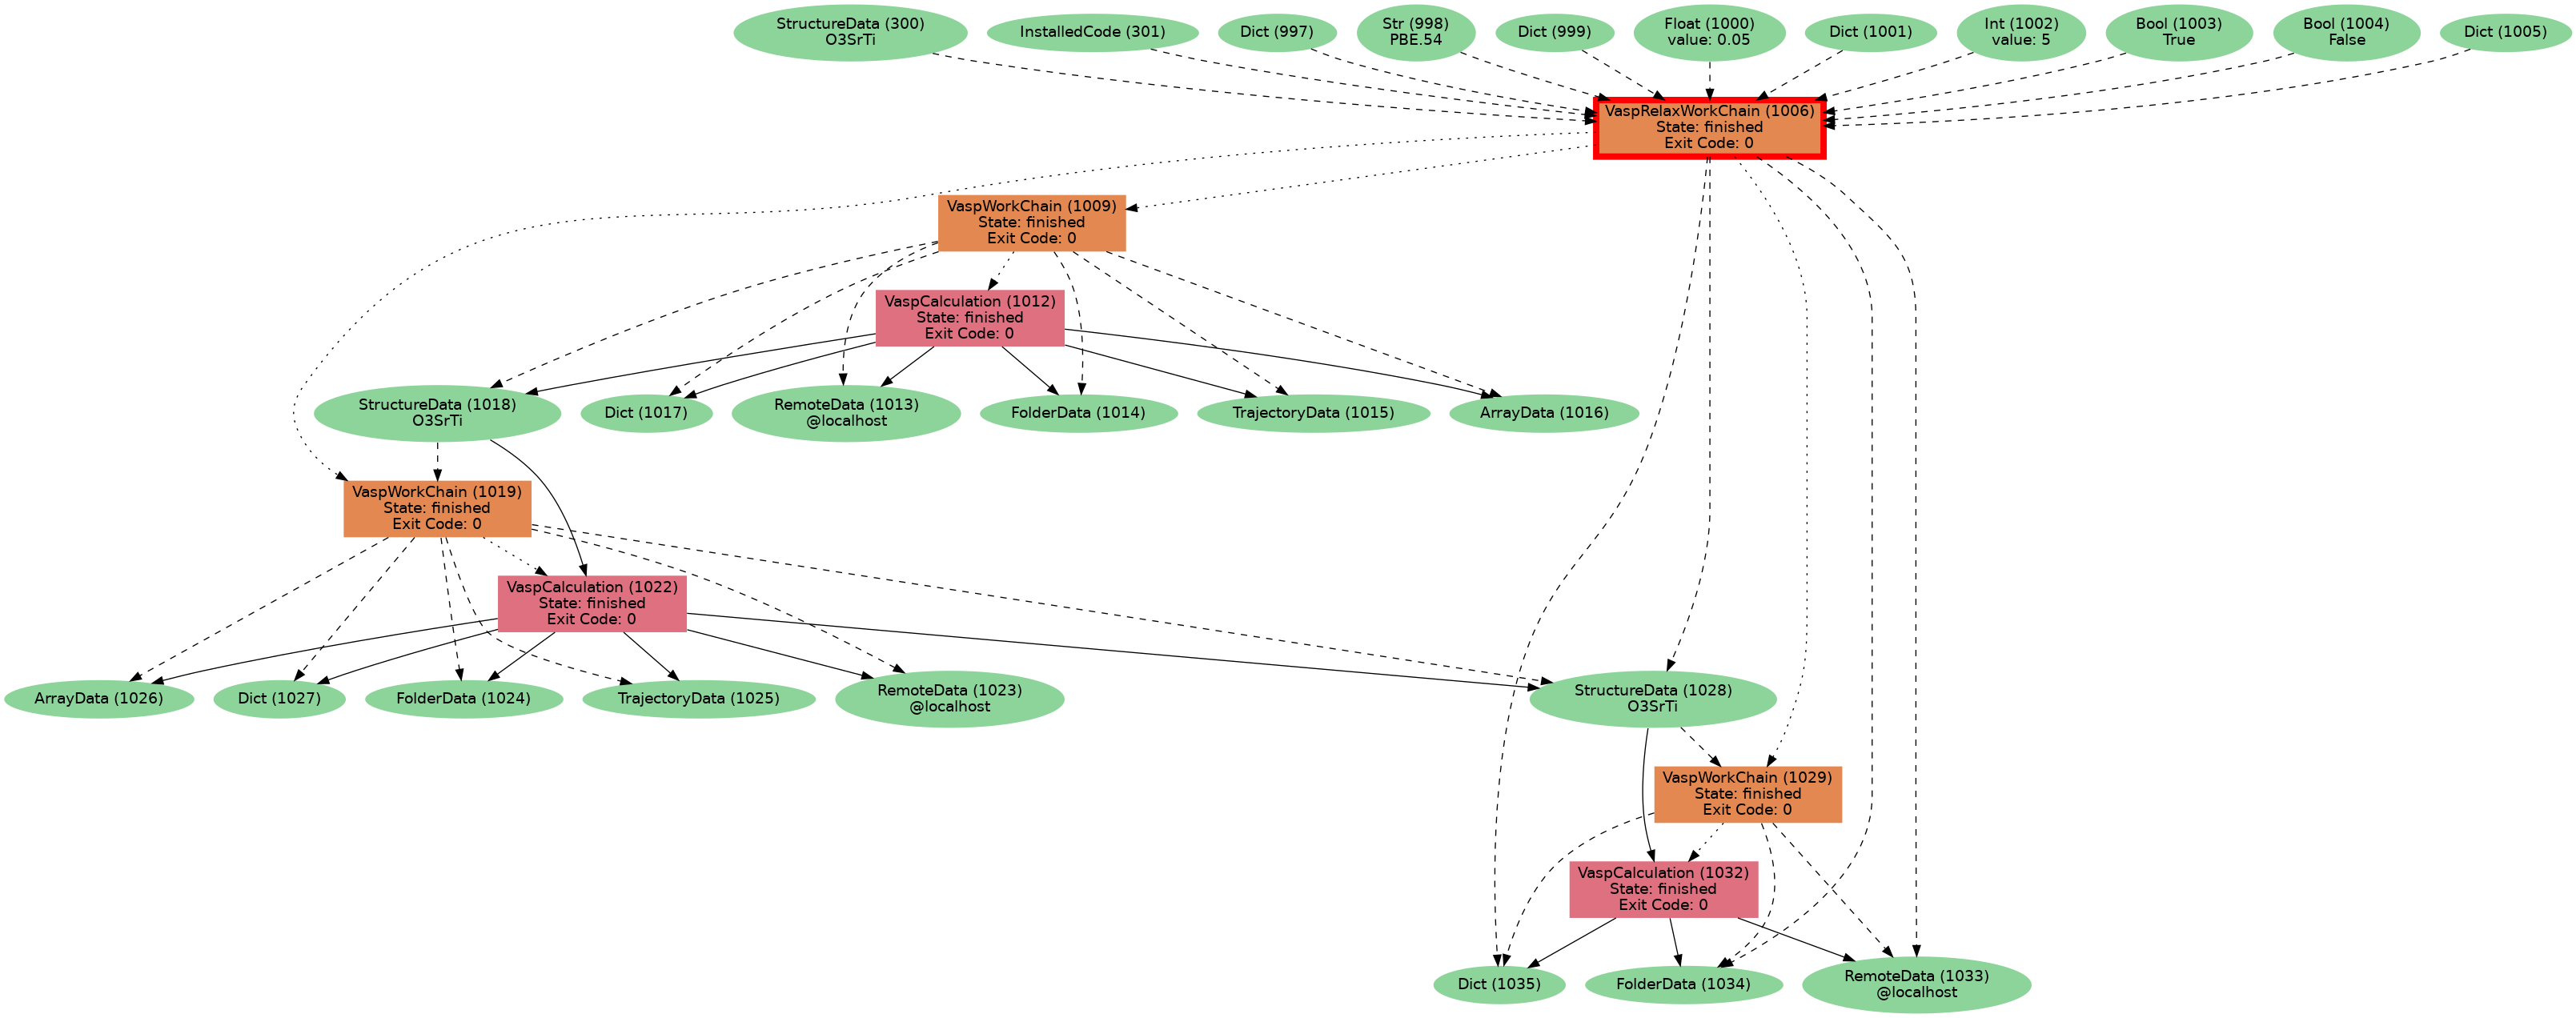 StructureData (300)
O3SrTi
InstalledCode (301)
Dict (997)
Str (998)
PBE.54
Dict (999)
Float (1000)
value: 0.05
Dict (1001)
Int (1002)
value: 5
Bool (1003)
True
Bool (1004)
False
Dict (1005)
VaspRelaxWorkChain (1006)
State: finished
Exit Code: 0
VaspWorkChain (1009)
State: finished
Exit Code: 0
VaspCalculation (1012)
State: finished
Exit Code: 0
StructureData (1018)
O3SrTi
Dict (1017)
RemoteData (1013)
@localhost
FolderData (1014)
TrajectoryData (1015)
ArrayData (1016)
VaspWorkChain (1019)
State: finished
Exit Code: 0
VaspCalculation (1022)
State: finished
Exit Code: 0
ArrayData (1026)
Dict (1027)
FolderData (1024)
TrajectoryData (1025)
RemoteData (1023)
@localhost
StructureData (1028)
O3SrTi
VaspWorkChain (1029)
State: finished
Exit Code: 0
VaspCalculation (1032)
State: finished
Exit Code: 0
Dict (1035)
FolderData (1034)
RemoteData (1033)
@localhost